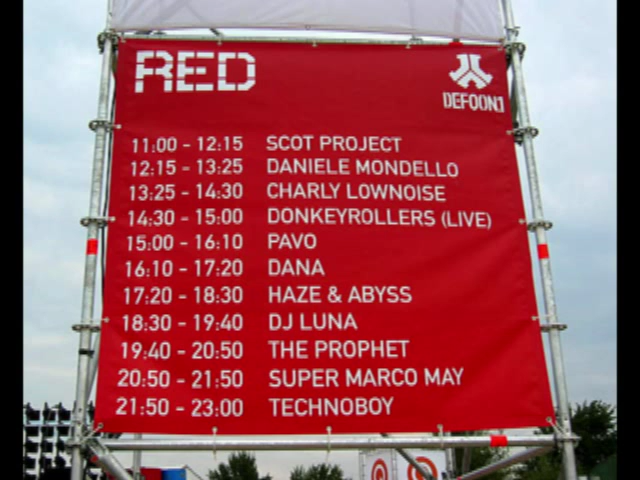 RED
DEFQON1
11:00 - 12:15 SCOT PROJECT
12:15 - 13:25 DANIELE MONDELLO
13:25 - 14:30 CHARLY LOWNOISE
14:30 - 15:00 DONKEYROLLERS (LIVE)
15:00 - 16:10 PAVO
16:10 - 17:20 DANA
17:20 - 18:30 HAZE & ABYSS
18:30 - 19:40 DJ LUNA
19:40 - 20:50 THE PROPHET
20:50 - 21:50 SUPER MARCO MAY
21:50 - 23:00 TECHNOBOY